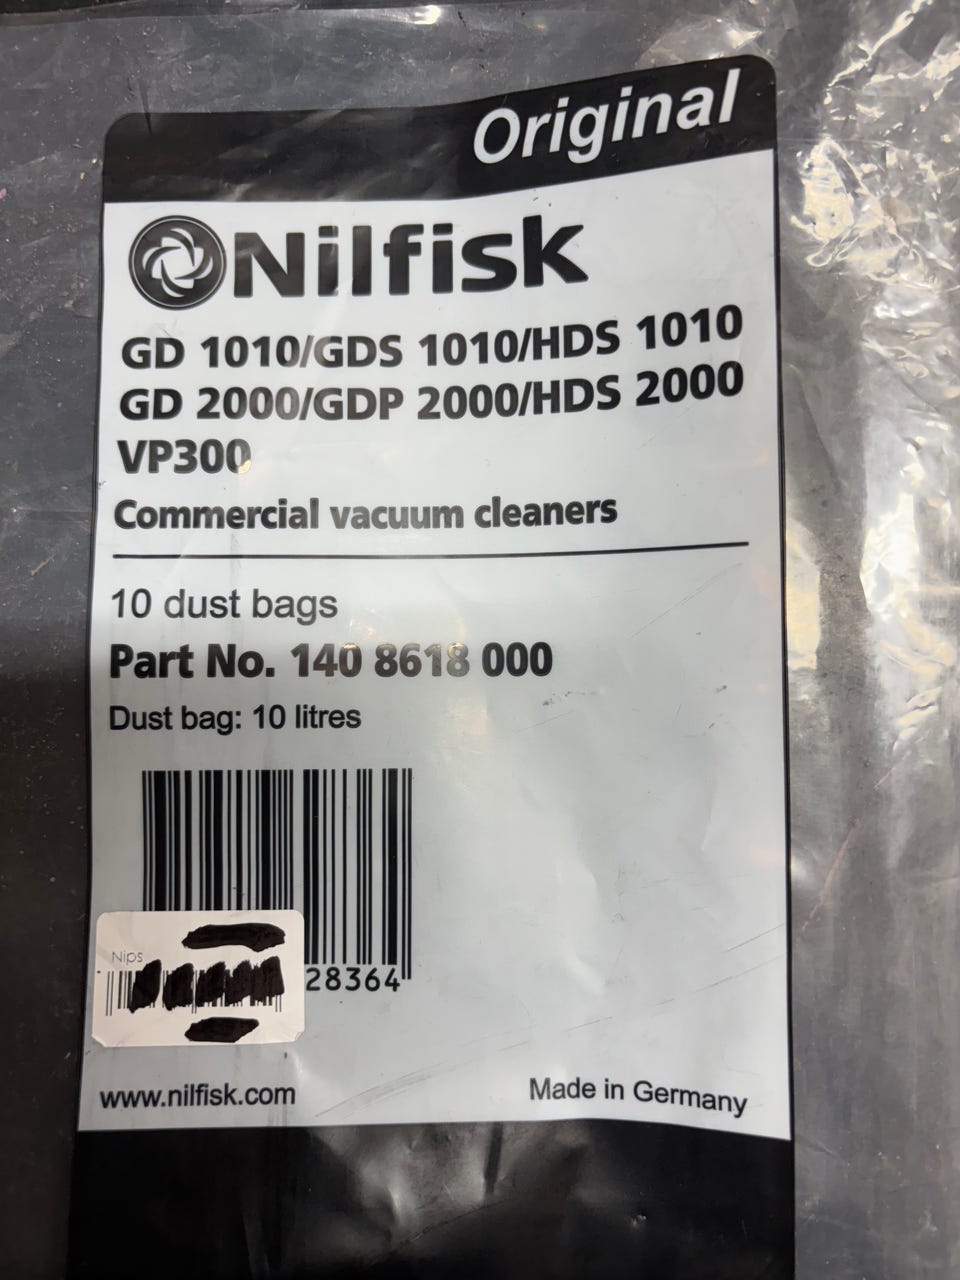 Original
Nilfisk
GD 1010/GDS 1010/HDS 1010
GD 2000/GDP 2000/HDS 2000
VP300
Commercial vacuum cleaners
10 dust bags
Part No. 140 8618 000
Dust bag: 10 litres
Nips
28364
www.nilfisk.com
Made in Germany